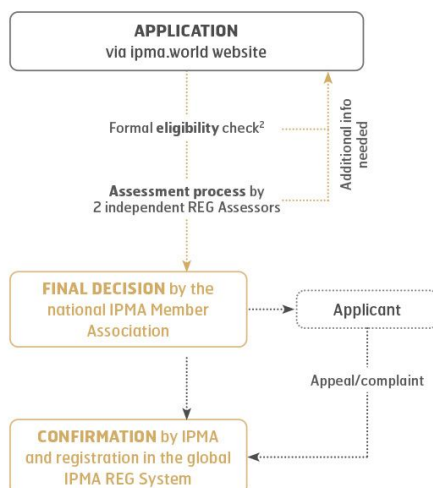 APPLICATION
via ipma.world website
Formal eligibility check²
Additional info
needed
Assessment process by
2 independent REG Assessors
FINAL DECISION by the
national IPMA Member
Association
Applicant
Appeal/complaint
CONFIRMATION by IPMA
and registration in the global
IPMA REG System